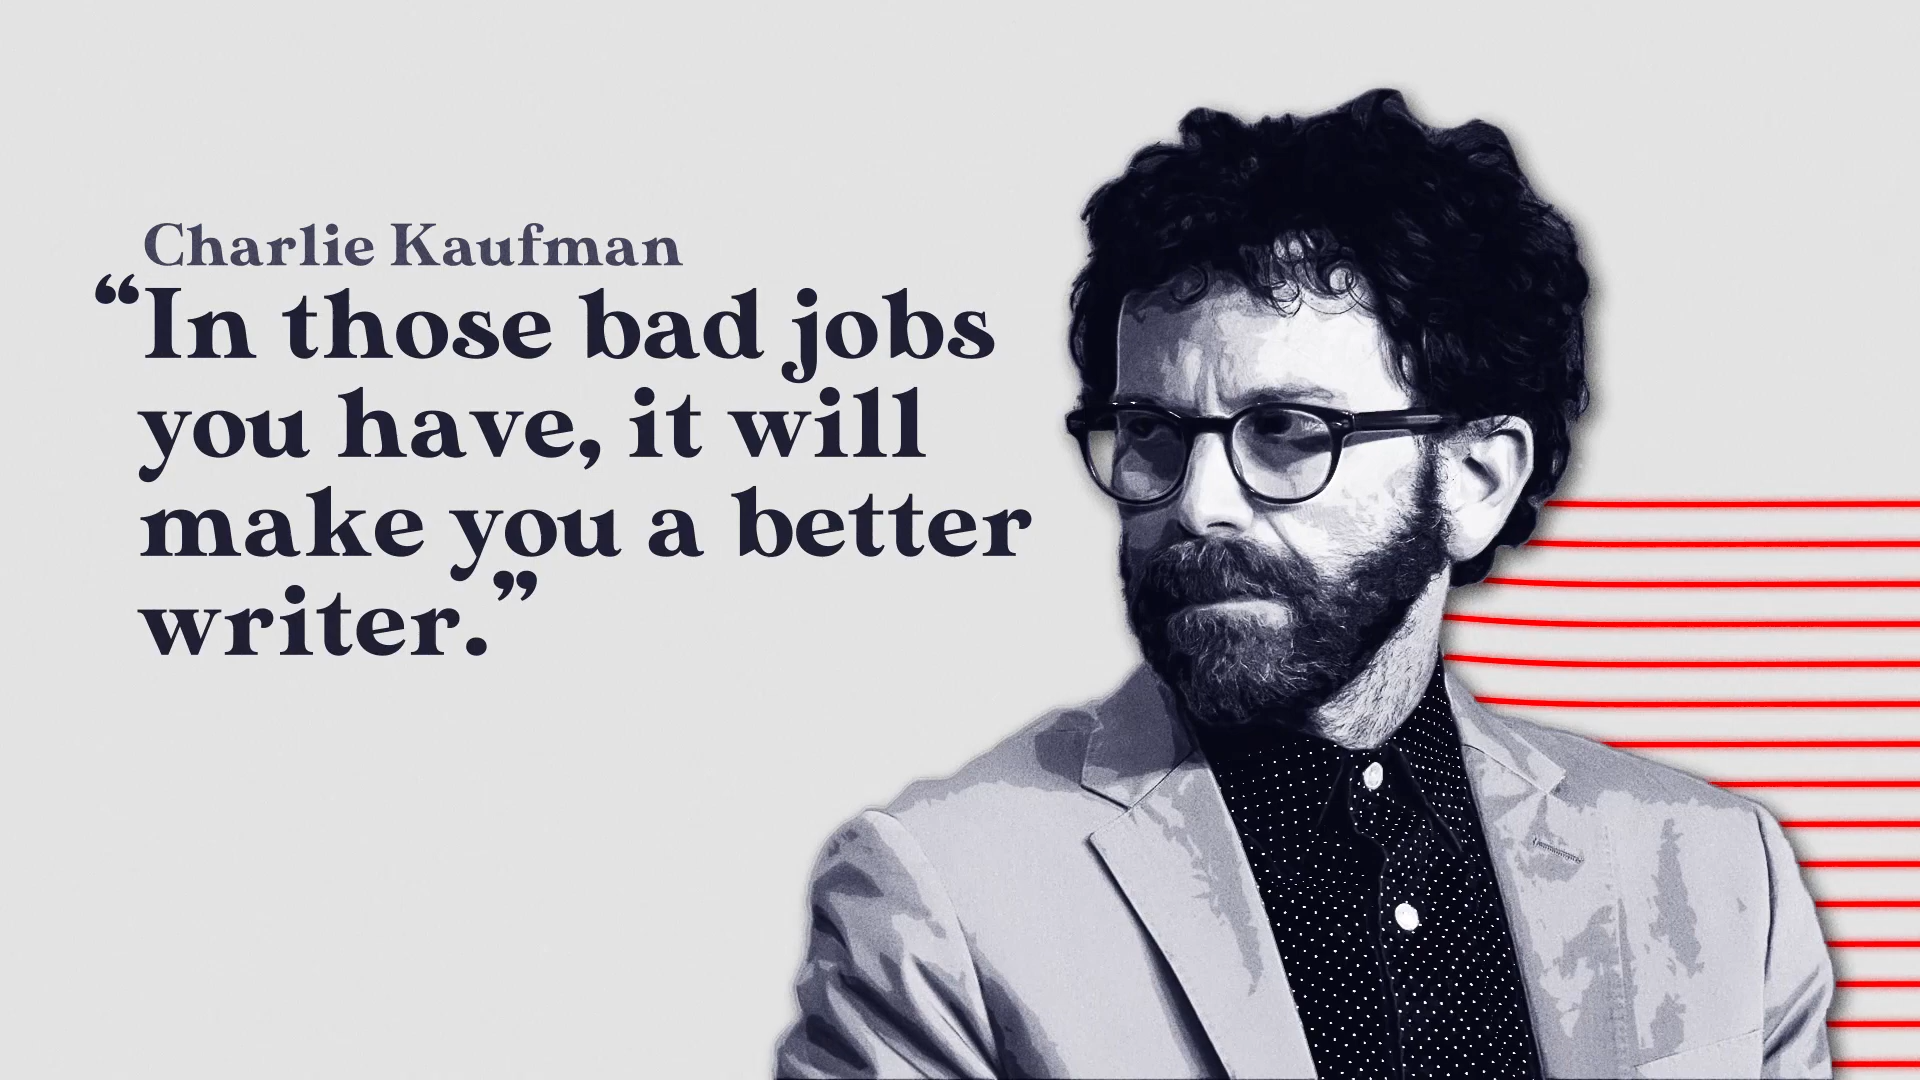 Charlie Kaufman
“In those bad jobs
you have, it will
make you a better
writer.”